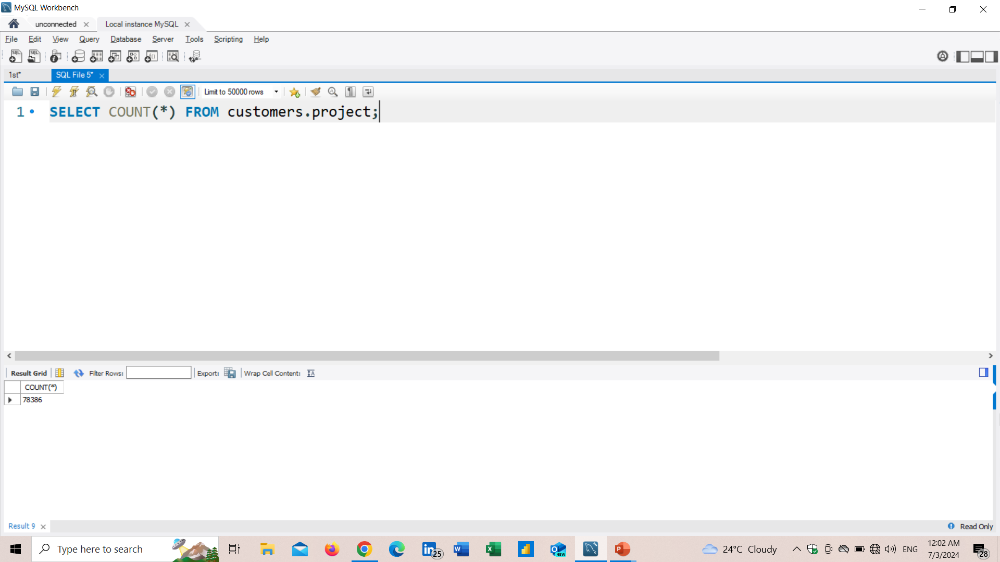 MySQL Workbench
unconnected
Local instance MySQL
File Edit View Query Database Server Tools Scripting Help
1st*
SQL File 5*
Limit to 50000 rows
1 SELECT COUNT(*) FROM customers.project;
Result Grid
Filter Rows:
Export:
Wrap Cell Content:
COUNT(*)
78386
Result 9
Read Only
Type here to search
25
24°C Cloudy
ENG
12:02 AM
7/3/2024
28